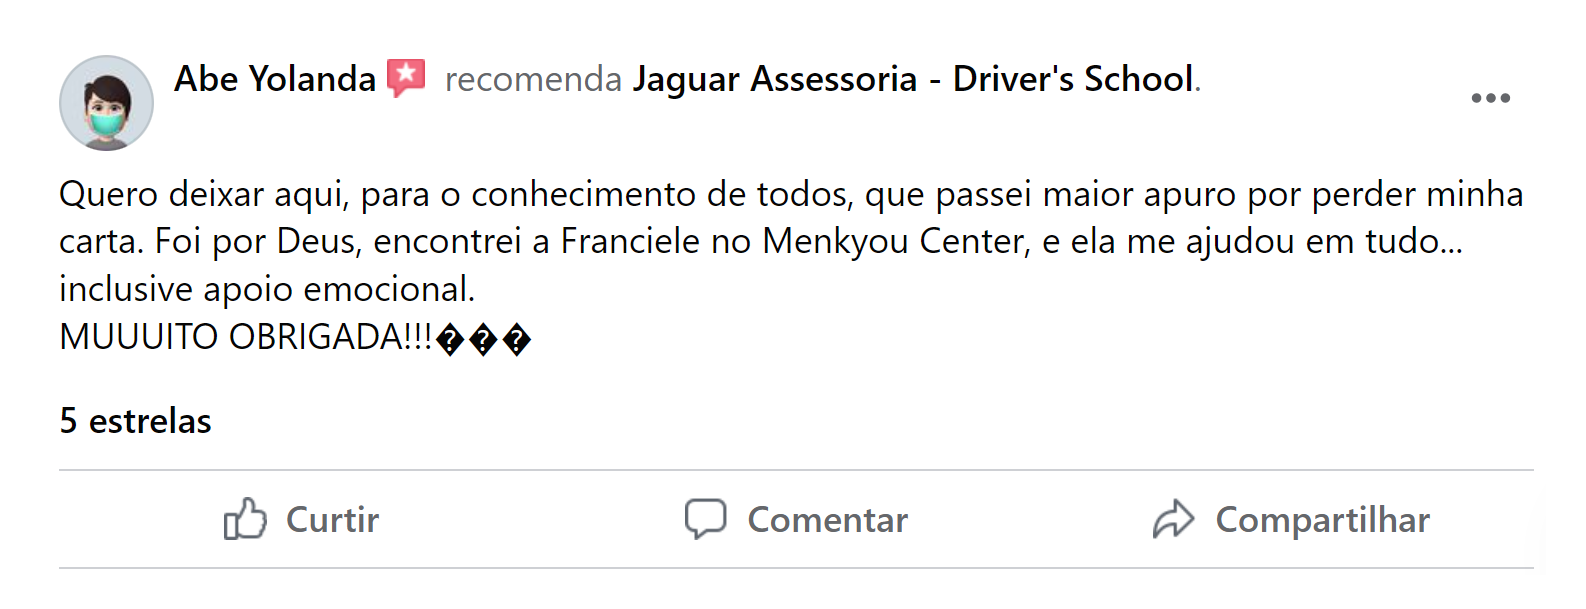 Abe Yolanda recomenda Jaguar Assessoria - Driver's School.
Quero deixar aqui, para o conhecimento de todos, que passei maior apuro por perder minha
carta. Foi por Deus, encontrei a Franciele no Menkyou Center, e ela me ajudou em tudo...
inclusive apoio emocional.
MUUUITO OBRIGADA!!!���
5 estrelas
Curtir Comentar Compartilhar